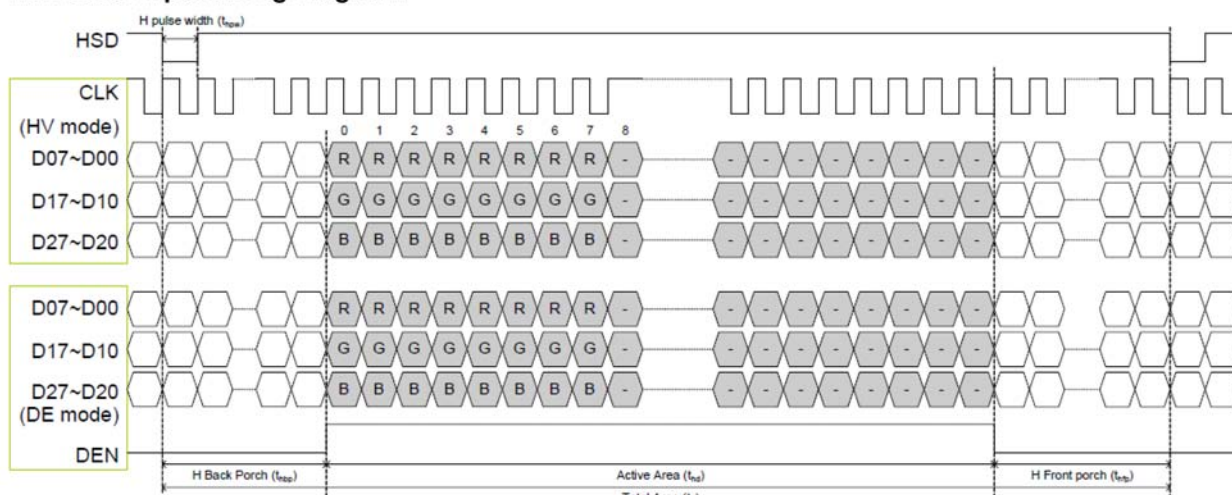 H pulse width (thpw)
HSD
CLK
(HV mode)
0 1 2 3 4 5 6 7 8
D07~D00 R R R R R R R R - - - - - - - - -
D17~D10 G G G G G G G G - - - - - - - - -
D27~D20 B B B B B B B B - - - - - - - - -
D07~D00 R R R R R R R R - - - - - - - - -
D17~D10 G G G G G G G G - - - - - - - - -
D27~D20 B B B B B B B B - - - - - - - - -
(DE mode)
DEN
H Back Porch (thbp) Active Area (thd) H Front porch (thfp)